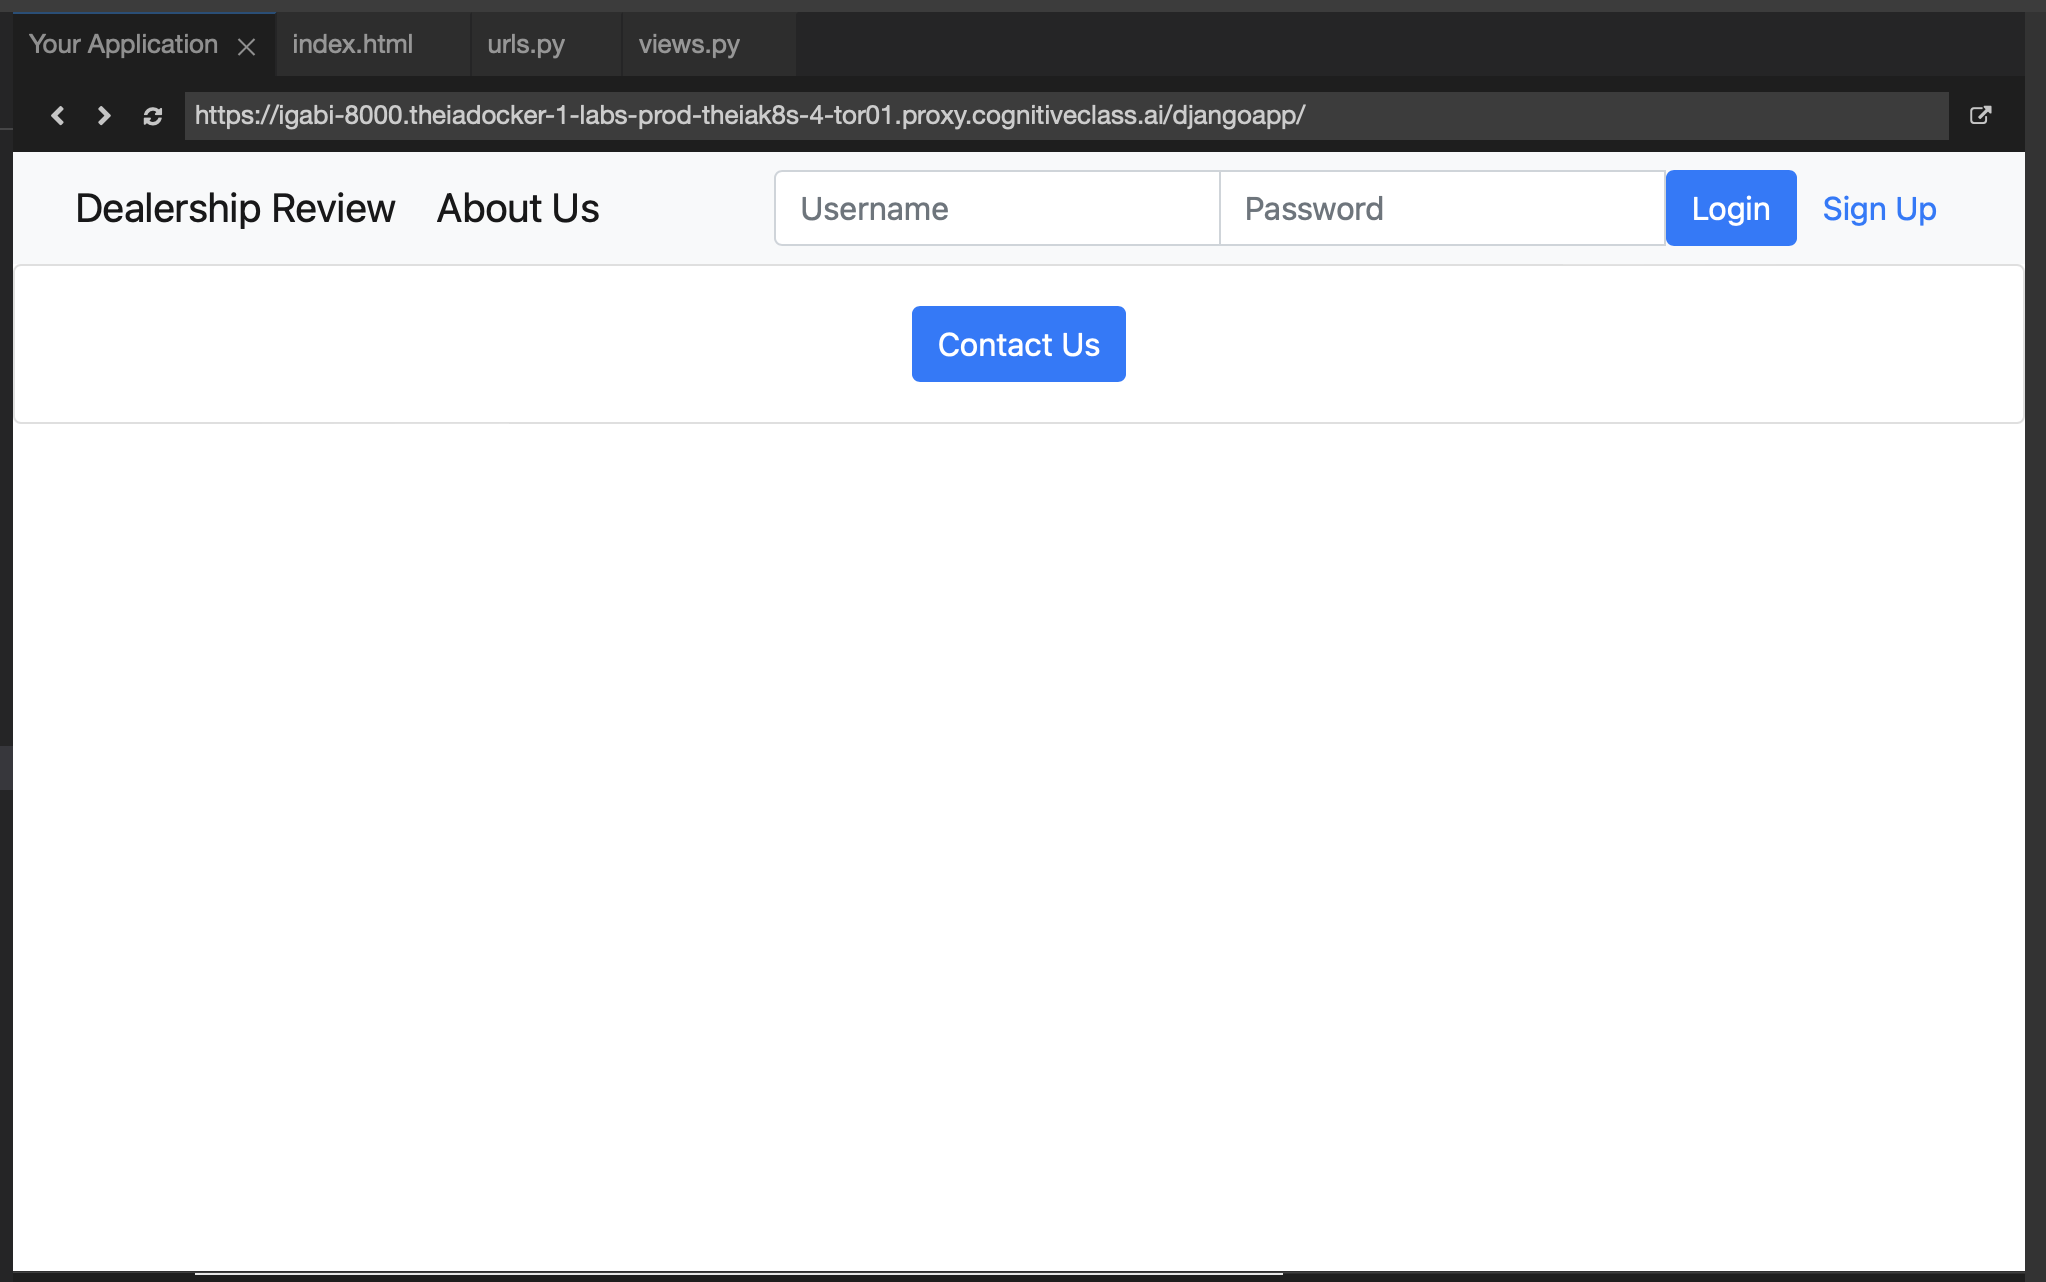 Your Application index.html urls.py views.py
https://igabi-8000.theiadocker-1-labs-prod-theiak8s-4-tor01.proxy.cognitiveclass.ai/djangoapp/
Dealership Review About Us Username Password Login Sign Up
Contact Us